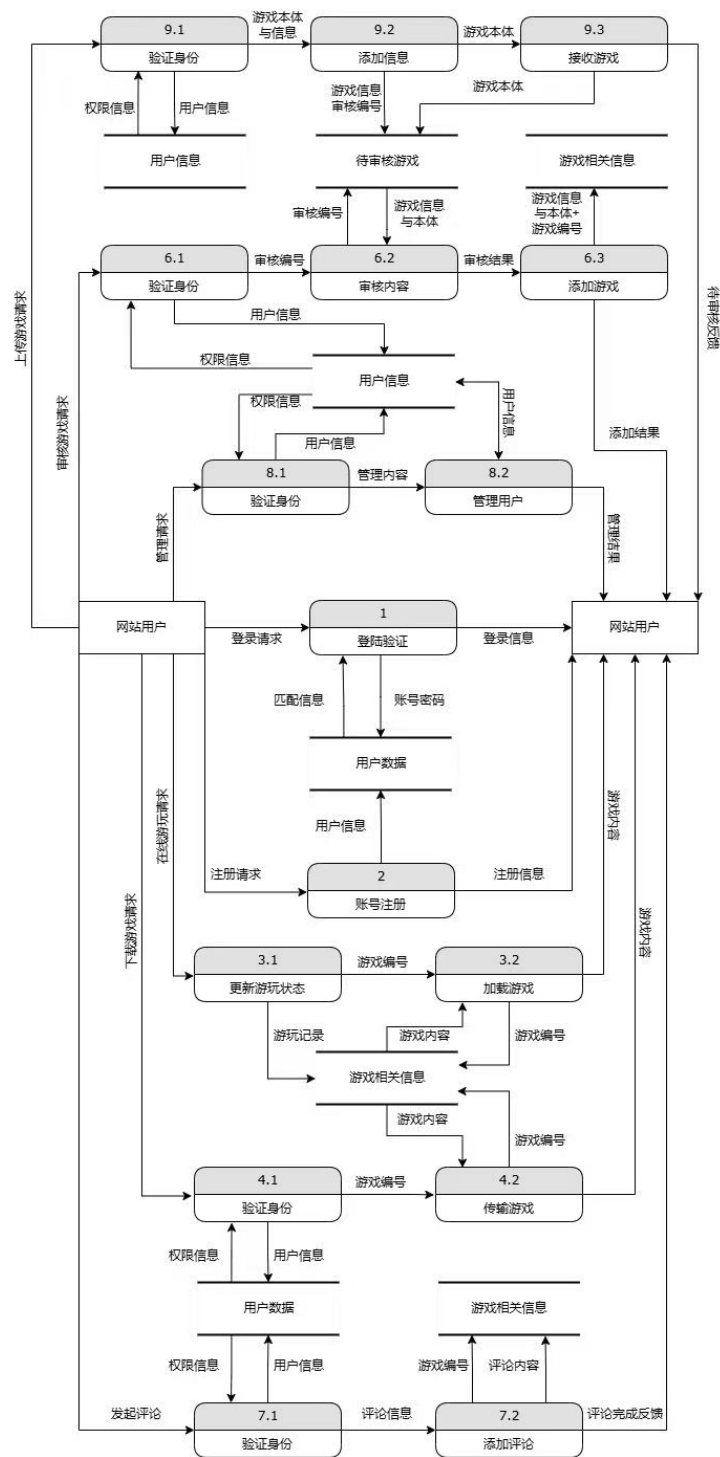 9.1
验证身份
游戏本体
与信息
9.2
添加信息
游戏本体
9.3
接收游戏
权限信息
用户信息
游戏信息
审核编号
游戏本体
用户信息
待审核游戏
游戏相关信息
审核编号
游戏信息
与本体
游戏信息
与本体+
游戏编号
6.1
验证身份
审核编号
6.2
审核内容
审核结果
6.3
添加游戏
上传游戏请求
待审核反馈
用户信息
权限信息
用户信息
权限信息
用户信息
用户信息
审核游戏请求
添加结果
8.1
验证身份
管理内容
8.2
管理用户
管理请求
管理结果
网站用户
登录请求
1
登陆验证
登录信息
网站用户
匹配信息
账号密码
用户数据
用户信息
在线游玩请求
游戏内容
注册请求
2
账号注册
注册信息
下载游戏请求
游戏内容
3.1
更新游玩状态
游戏编号
3.2
加载游戏
游玩记录
游戏内容
游戏编号
游戏相关信息
游戏内容
游戏编号
4.1
验证身份
游戏编号
4.2
传输游戏
权限信息
用户信息
用户数据
游戏相关信息
权限信息
用户信息
游戏编号
评论内容
发起评论
7.1
验证身份
评论信息
7.2
添加评论
评论完成反馈